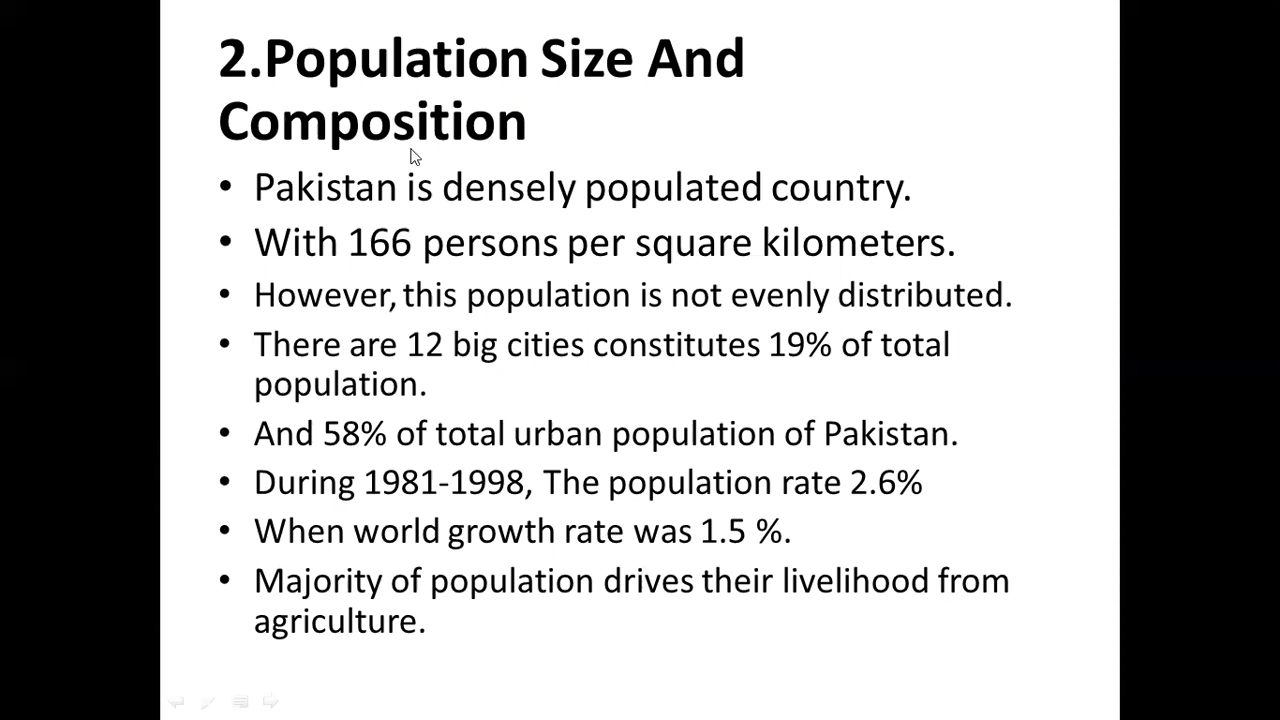 2.Population Size And
Composition
• Pakistan is densely populated country.
• With 166 persons per square kilometers.
• However, this population is not evenly distributed.
• There are 12 big cities constitutes 19% of total
population.
• And 58% of total urban population of Pakistan.
• During 1981-1998, The population rate 2.6%
• When world growth rate was 1.5 %.
• Majority of population drives their livelihood from
agriculture.